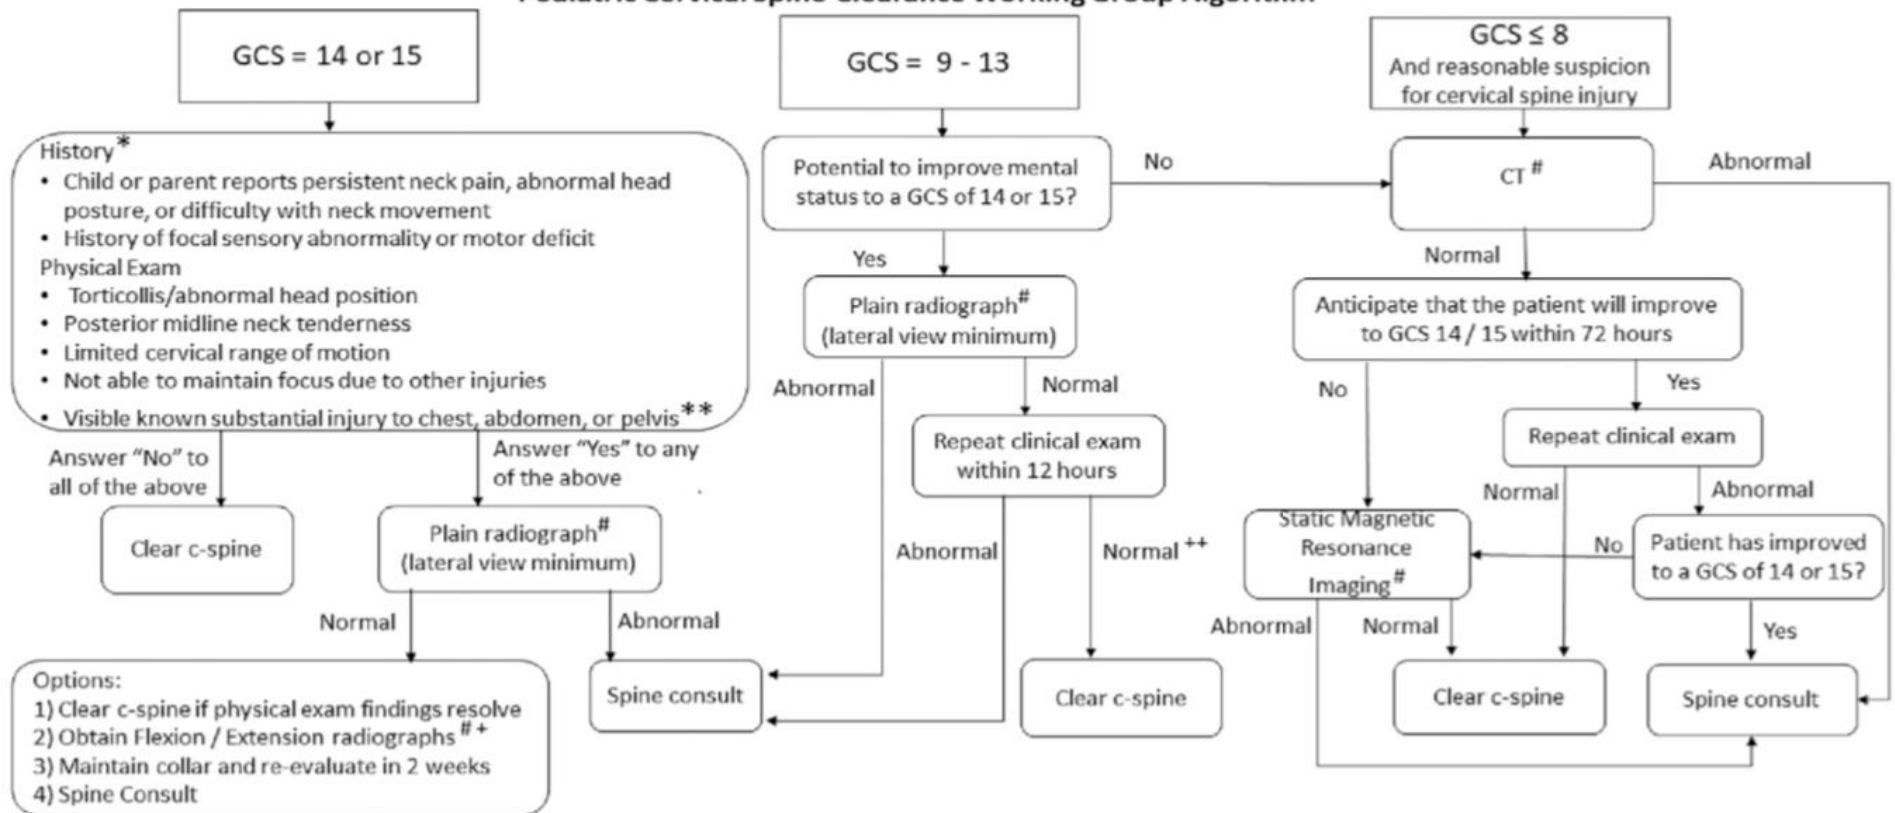 GCS = 14 or 15
History*
• Child or parent reports persistent neck pain, abnormal head
posture, or difficulty with neck movement
• History of focal sensory abnormality or motor deficit
Physical Exam
• Torticollis/abnormal head position
• Posterior midline neck tenderness
• Limited cervical range of motion
• Not able to maintain focus due to other injuries
• Visible known substantial injury to chest, abdomen, or pelvis**
Answer “No” to
all of the above
Answer “Yes” to any
of the above
Clear c-spine
Plain radiograph#
(lateral view minimum)
Normal
Abnormal
Options:
1) Clear c-spine if physical exam findings resolve
2) Obtain Flexion / Extension radiographs # +
3) Maintain collar and re-evaluate in 2 weeks
4) Spine Consult
Spine consult
GCS = 9 - 13
Potential to improve mental
status to a GCS of 14 or 15?
No
Yes
Plain radiograph#
(lateral view minimum)
Abnormal
Normal
Repeat clinical exam
within 12 hours
Abnormal
Normal ++
Clear c-spine
GCS ≤ 8
And reasonable suspicion
for cervical spine injury
CT #
Abnormal
Normal
Anticipate that the patient will improve
to GCS 14 / 15 within 72 hours
No
Yes
Repeat clinical exam
Normal
Abnormal
Static Magnetic
Resonance
Imaging#
No
Patient has improved
to a GCS of 14 or 15?
Abnormal
Normal
Yes
Clear c-spine
Spine consult